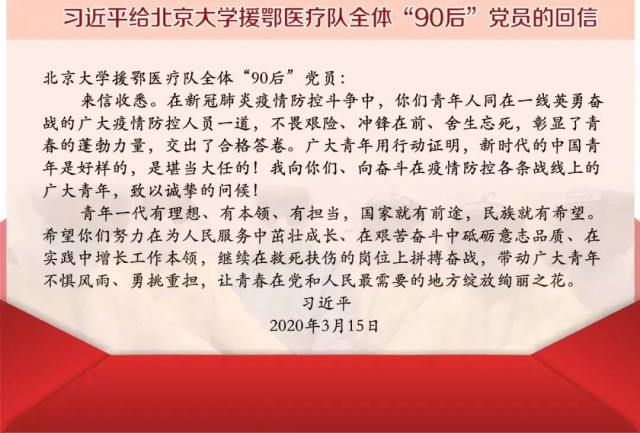 习近平给北京大学援鄂医疗队全体“90后”党员的回信
北京大学援鄂医疗队全体“90后”党员：
来信收悉。在新冠肺炎疫情防控斗争中，你们青年人同在一线英勇奋
战的广大疫情防控人员一道，不畏艰险、冲锋在前、舍生忘死，彰显了青
春的蓬勃力量，交出了合格答卷。广大青年用行动证明，新时代的中国青
年是好样的，是堪当大任的！我向你们、向奋斗在疫情防控各条战线上的
广大青年，致以诚挚的问候！
青年一代有理想、有本领、有担当，国家就有前途，民族就有希望。
希望你们努力在为人民服务中茁壮成长、在艰苦奋斗中砥砺意志品质、在
实践中增长工作本领，继续在救死扶伤的岗位上拼搏奋战，带动广大青年
不惧风雨、勇挑重担，让青春在党和人民最需要的地方绽放绚丽之花。
习近平
2020年3月15日